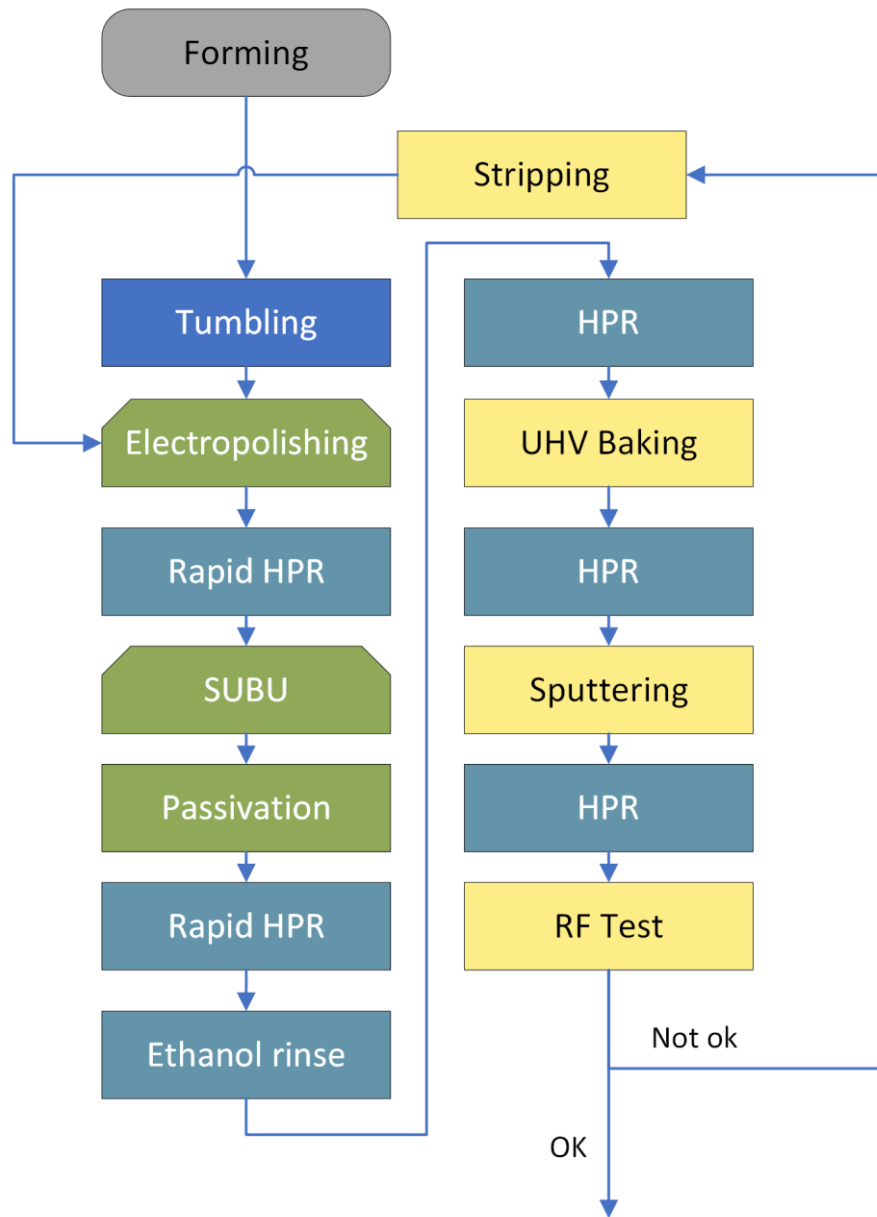 Forming
Stripping
Tumbling
Electropolishing
Rapid HPR
SUBU
Passivation
Rapid HPR
Ethanol rinse
HPR
UHV Baking
HPR
Sputtering
HPR
RF Test
Not ok
OK